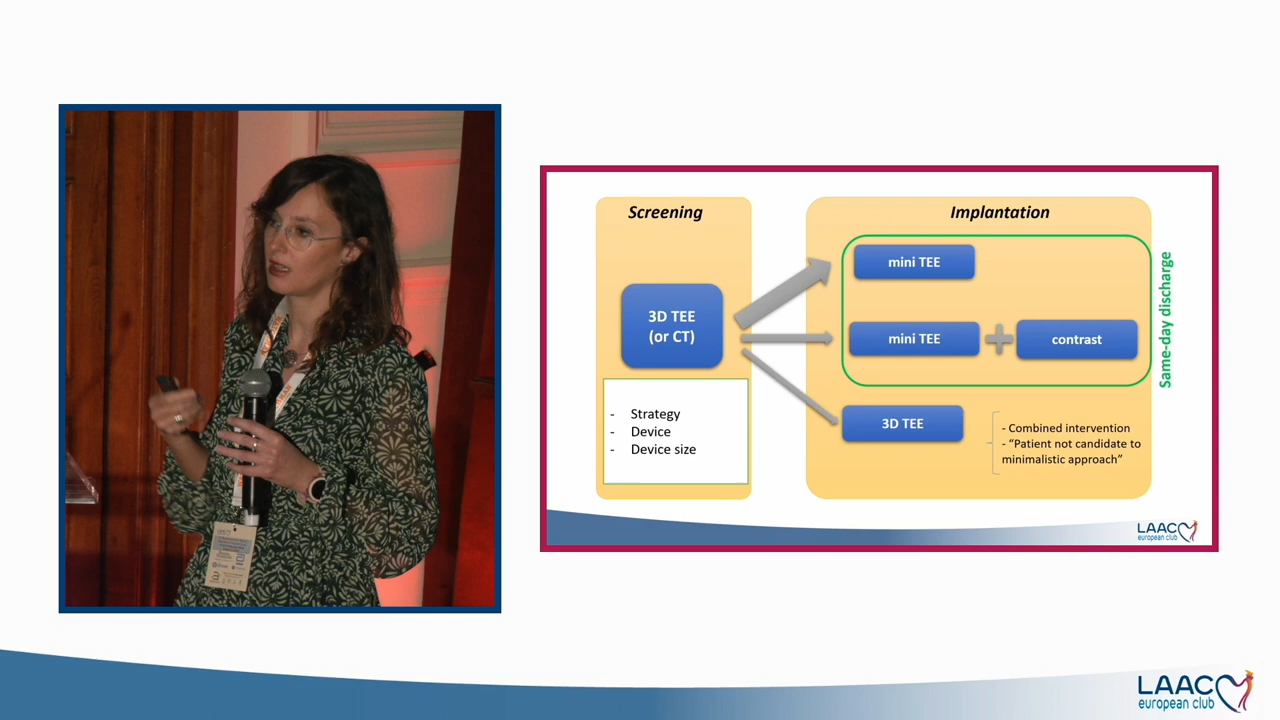 Screening
3D TEE
(or CT)
- Strategy
- Device
- Device size
Implantation
mini TEE
mini TEE
contrast
3D TEE
- Combined intervention
- “Patient not candidate to
minimalistic approach”
Same-day discharge
LAAC
european club
LAAC
european club